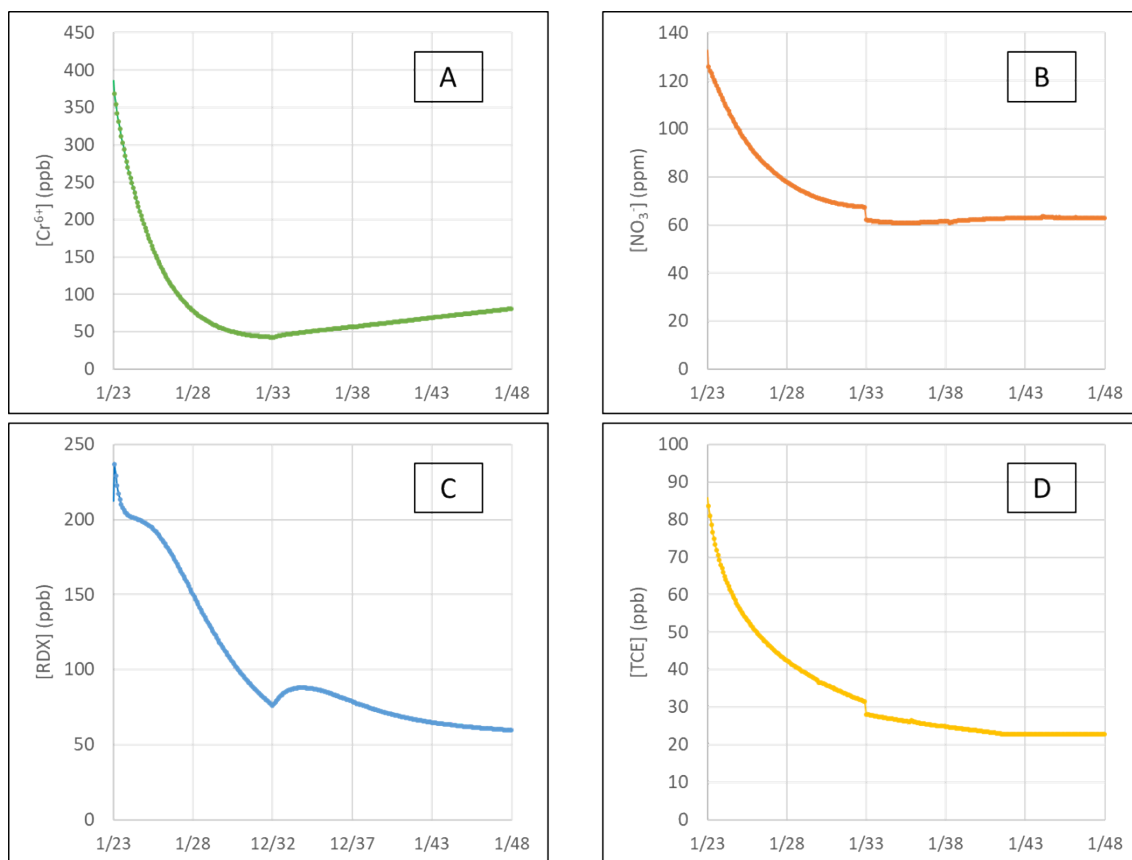 A
[Cr⁶⁺] (ppb)
450
400
350
300
250
200
150
100
50
0
1/23 1/28 1/33 1/38 1/43 1/48
B
[NO₃⁻] (ppm)
140
120
100
80
60
40
20
0
1/23 1/28 1/33 1/38 1/43 1/48
C
[RDX] (ppb)
250
200
150
100
50
0
1/23 1/28 12/32 12/37 1/43 1/48
D
[TCE] (ppb)
100
90
80
70
60
50
40
30
20
10
0
1/23 1/28 1/33 1/38 1/43 1/48